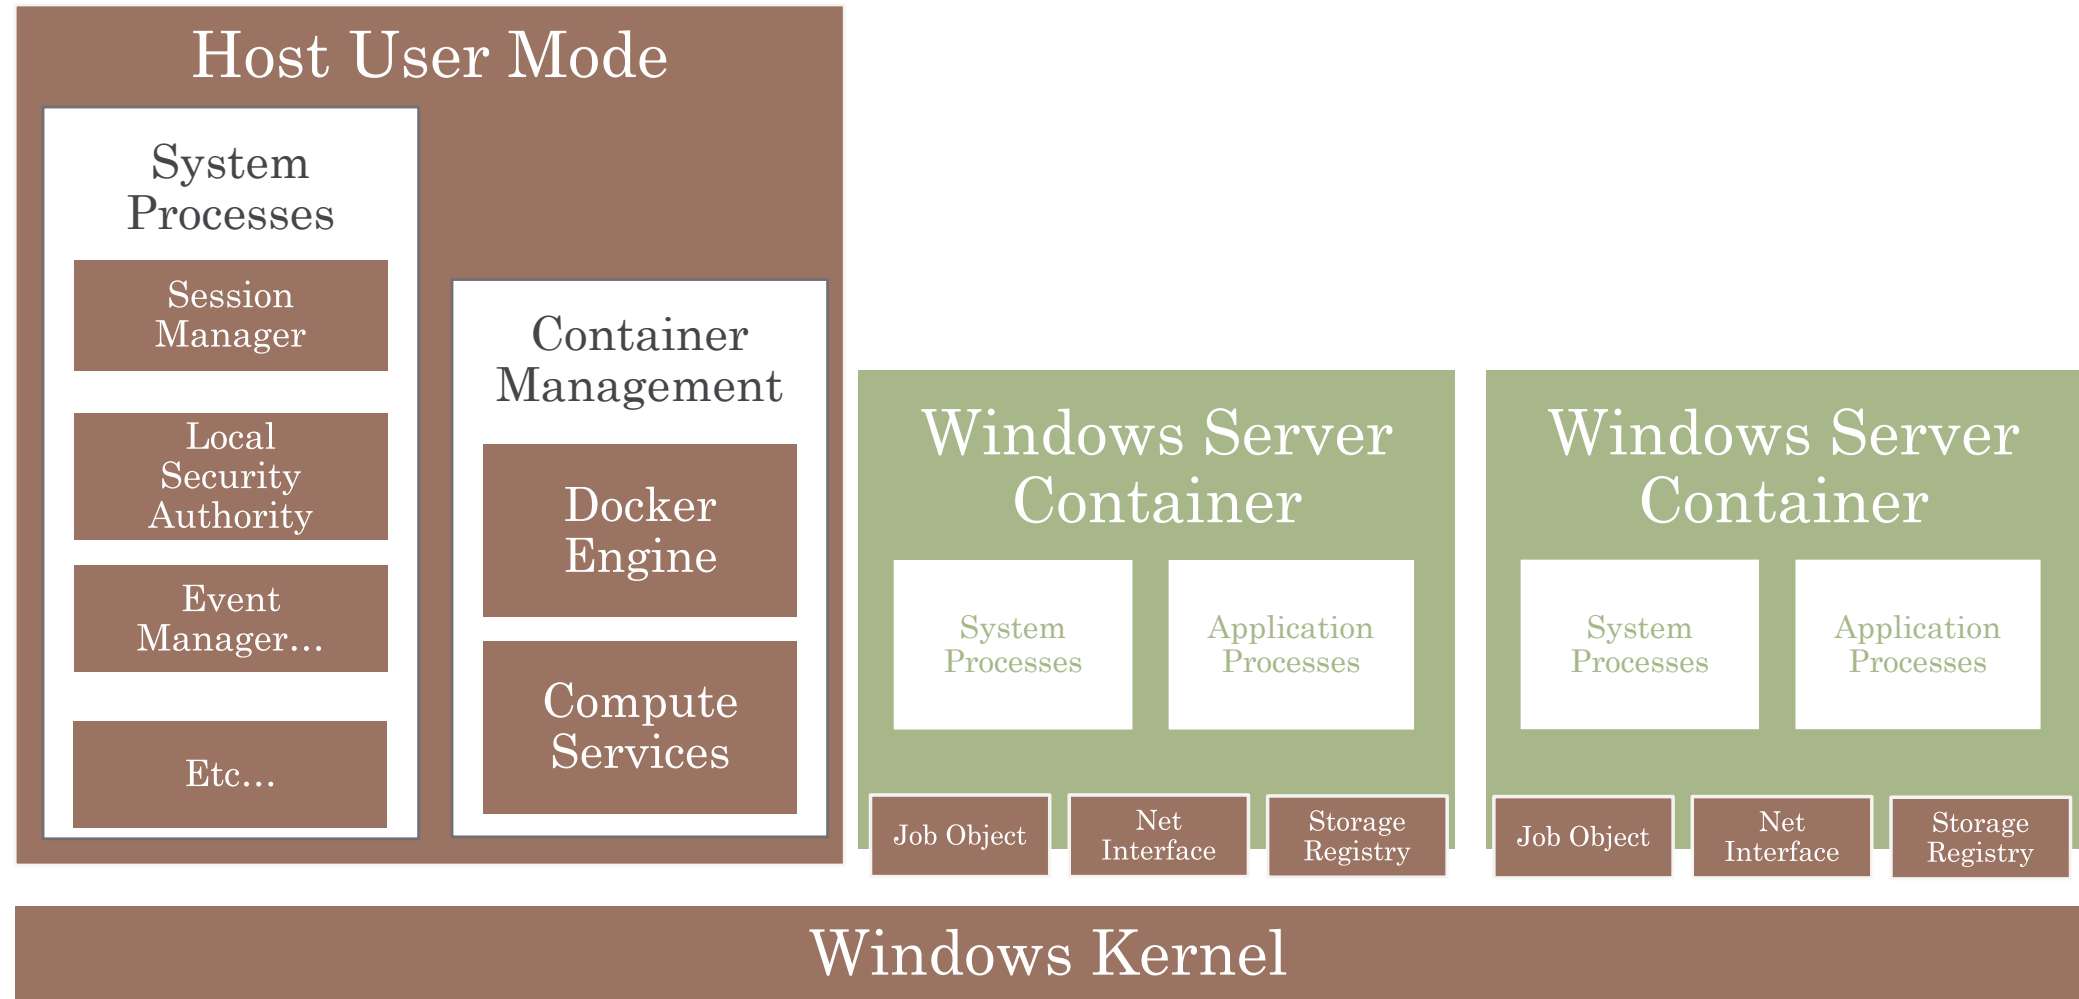 Host User Mode
System
Processes
Session
Manager
Local
Security
Authority
Event
Manager...
Etc...
Container
Management
Docker
Engine
Compute
Services
Windows Server
Container
System
Processes
Application
Processes
Job Object
Net
Interface
Storage
Registry
Windows Server
Container
System
Processes
Application
Processes
Job Object
Net
Interface
Storage
Registry
Windows Kernel